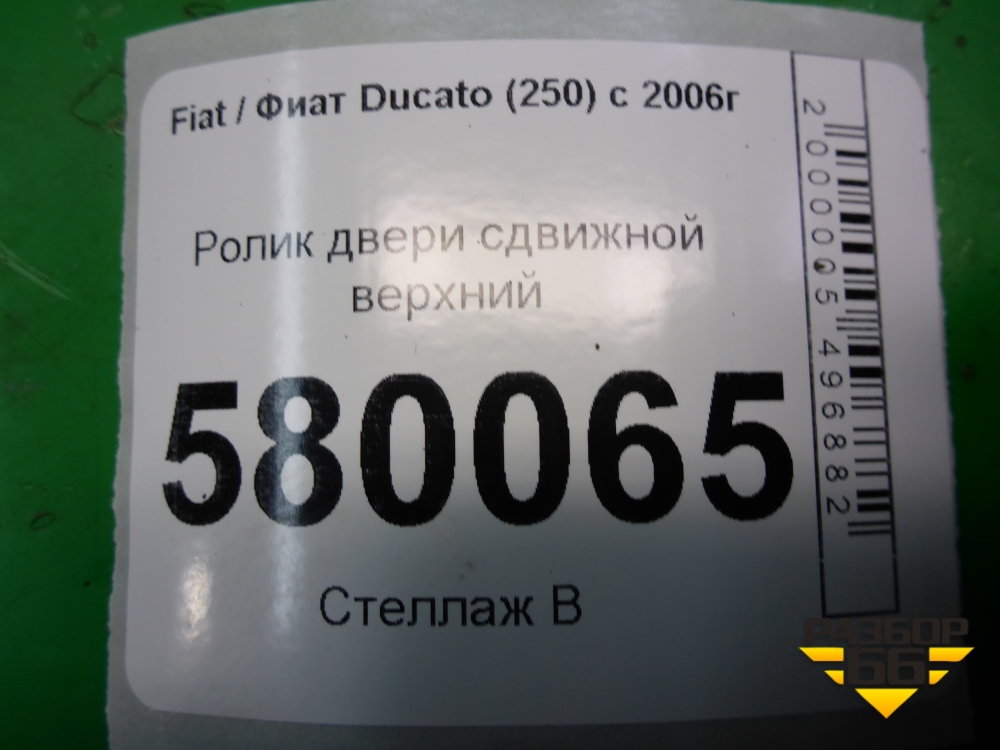 Fiat / Фиат Ducato (250) с 2006г
Ролик двери сдвижной
верхний
580065
Стеллаж В
2000005496882
РАЗБОР
66